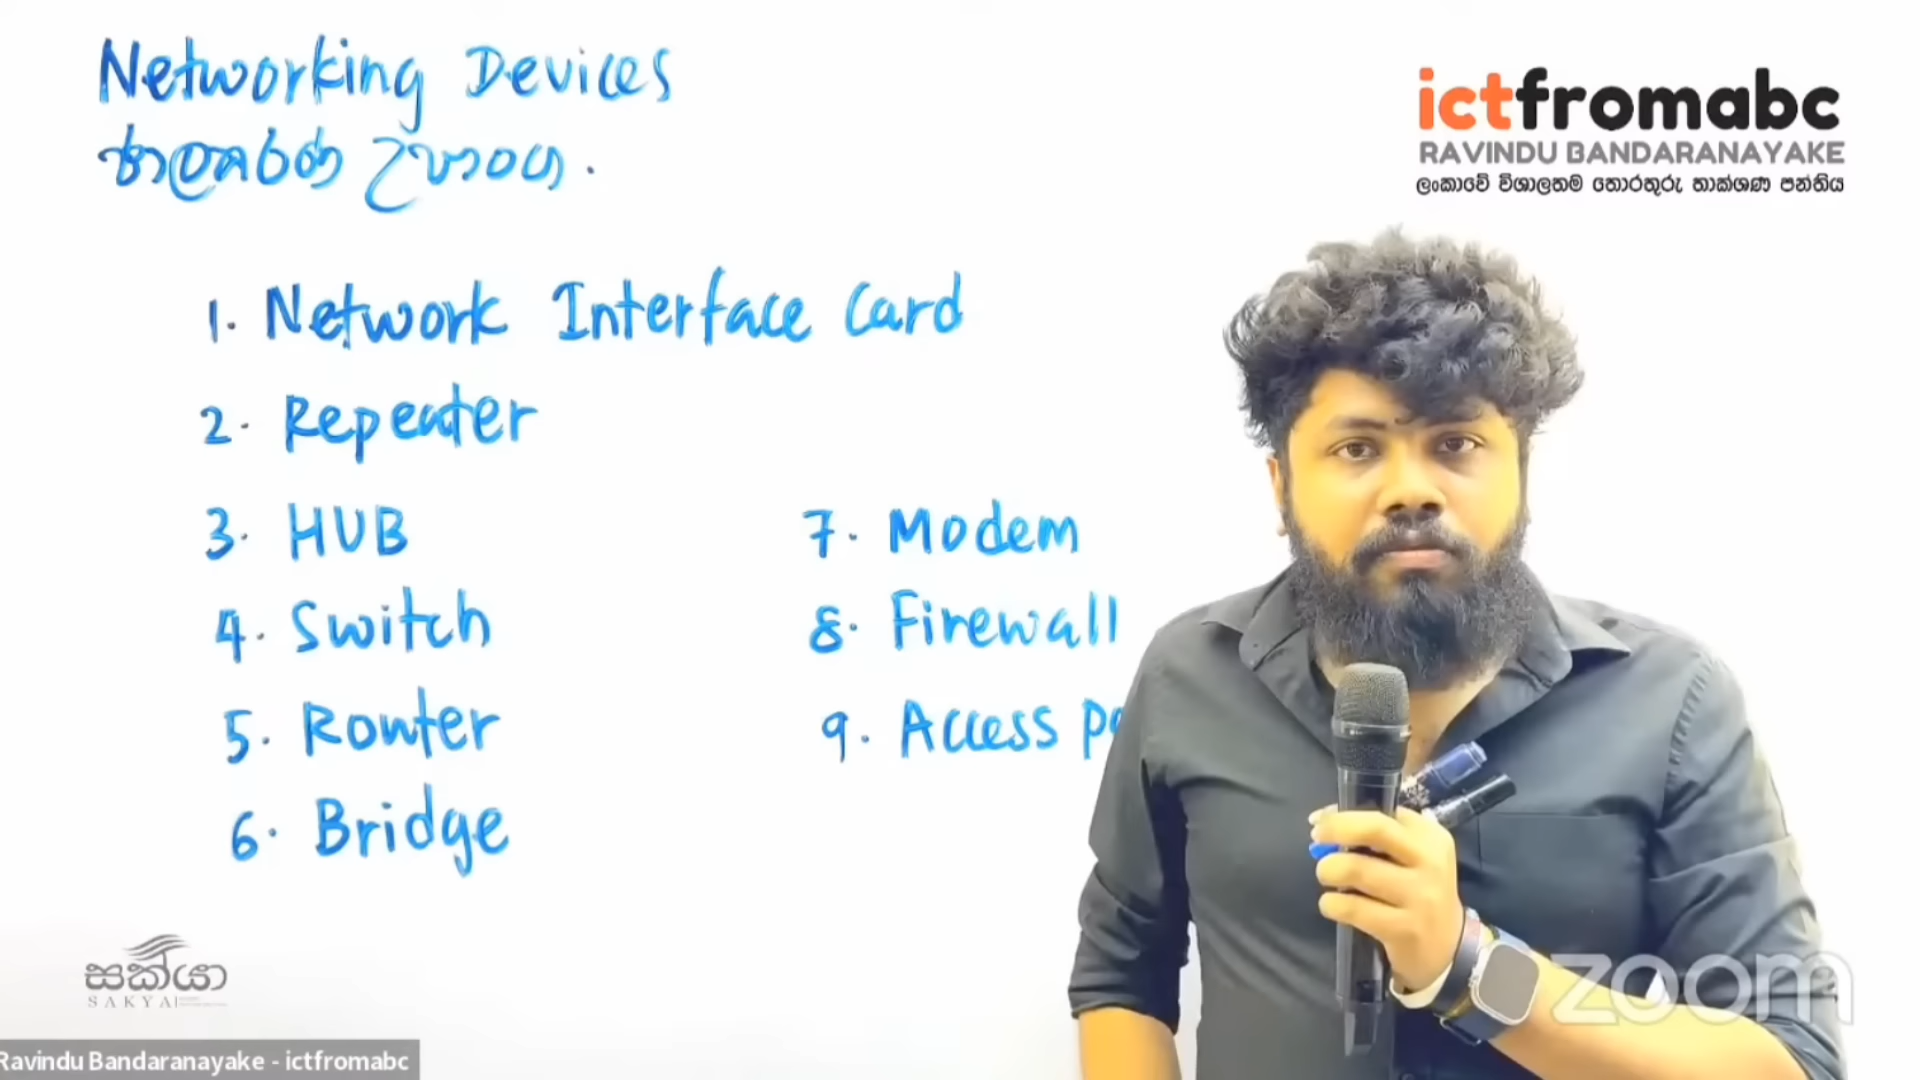 Networking Devices
ජාලකරණ උපාංග.
ictfromabc
RAVINDU BANDARANAYAKE
ලංකාවේ විශාලතම තොරතුරු තාක්ශණ පන්තිය
1. Network Interface Card
2. Repeater
3. HUB
4. Switch
5. Router
6. Bridge
7. Modem
8. Firewall
9. Access
සක්යා
SAKYA
zoom
Ravindu Bandaranayake - ictfromabc